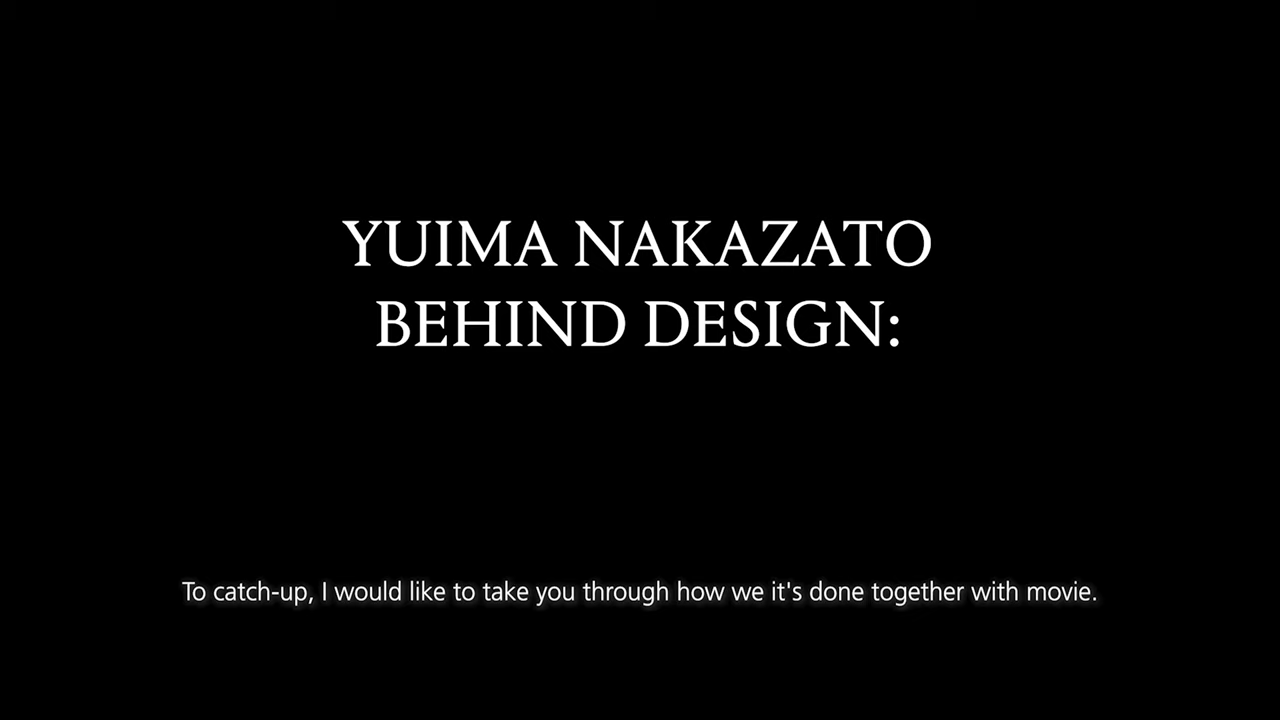 YUIMA NAKAZATO
BEHIND DESIGN:
To catch-up, I would like to take you through how we it's done together with movie.